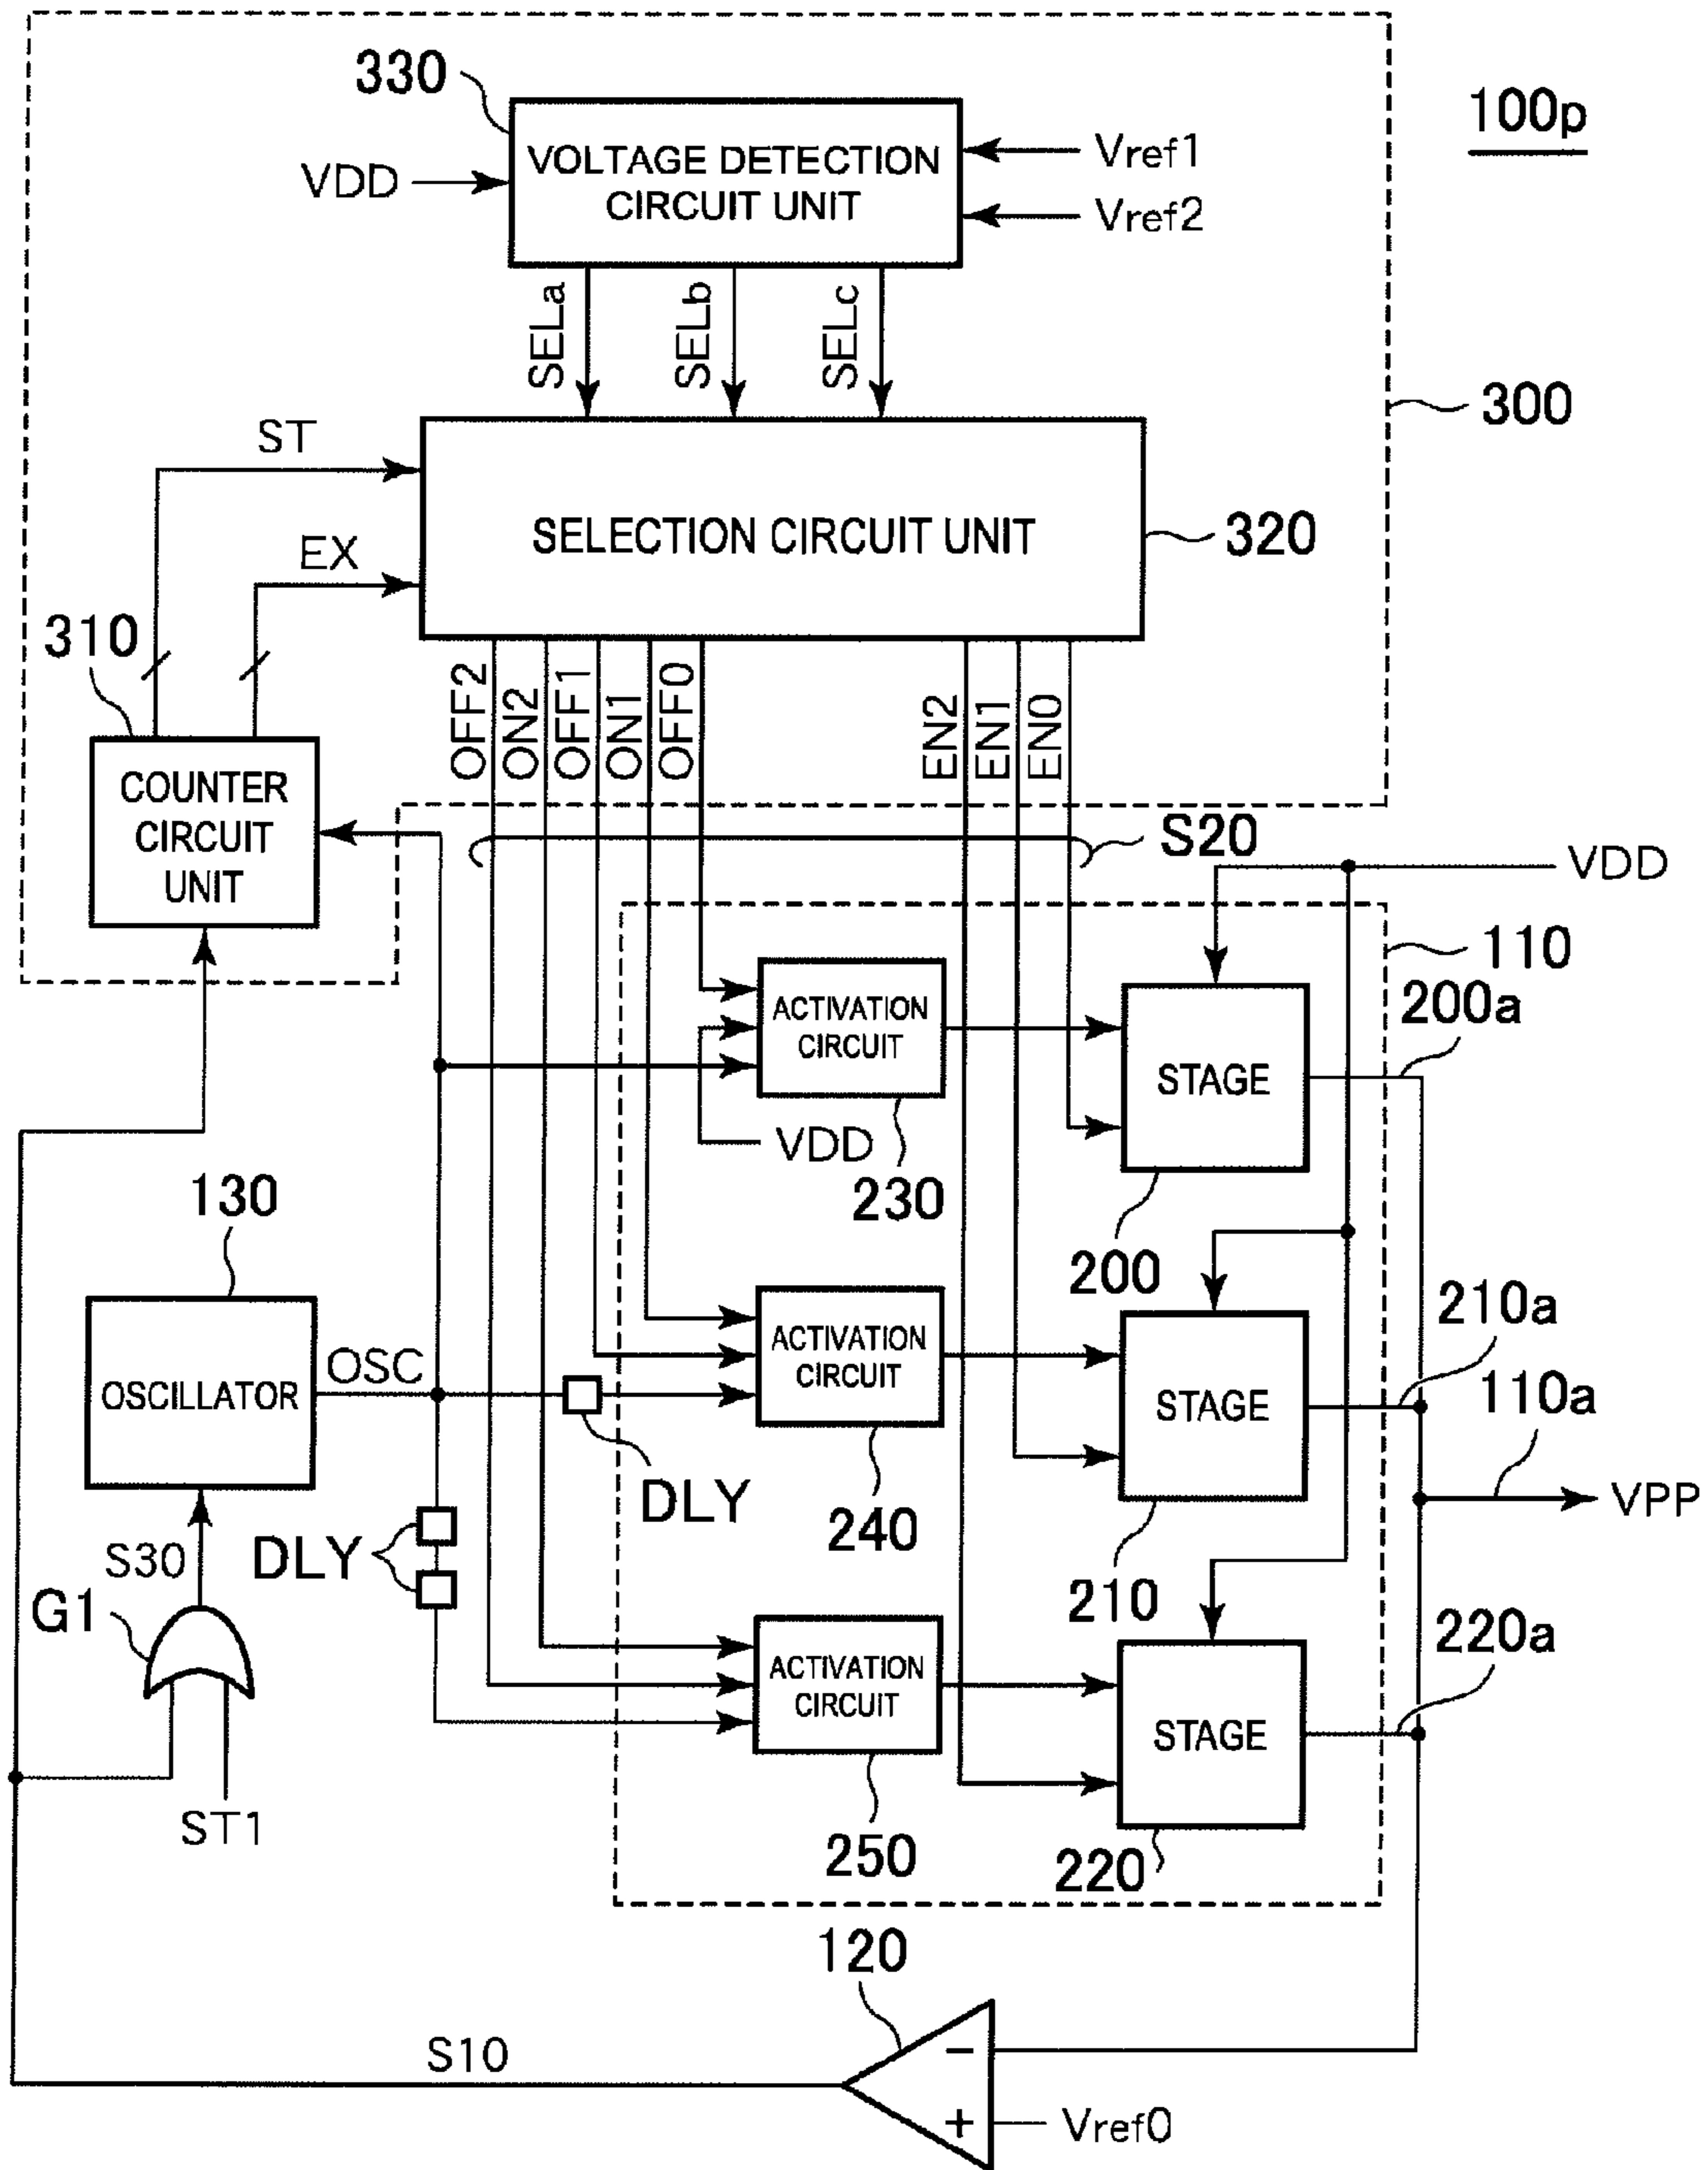 330
100p
VOLTAGE DETECTION
CIRCUIT UNIT
VDD
Vref1
Vref2
SELa
SELb
SELc
300
ST
SELECTION CIRCUIT UNIT
320
EX
310
OFF2
ON2
OFF1
ON1
OFF0
EN2
EN1
EN0
COUNTER
CIRCUIT
UNIT
S20
VDD
110
200a
ACTIVATION
CIRCUIT
STAGE
VDD
230
130
200
210a
OSCILLATOR
OSC
ACTIVATION
CIRCUIT
STAGE
110a
DLY
240
VPP
S30
DLY
210
G1
220a
ACTIVATION
CIRCUIT
STAGE
ST1
250
220
120
S10
−
+
Vref0